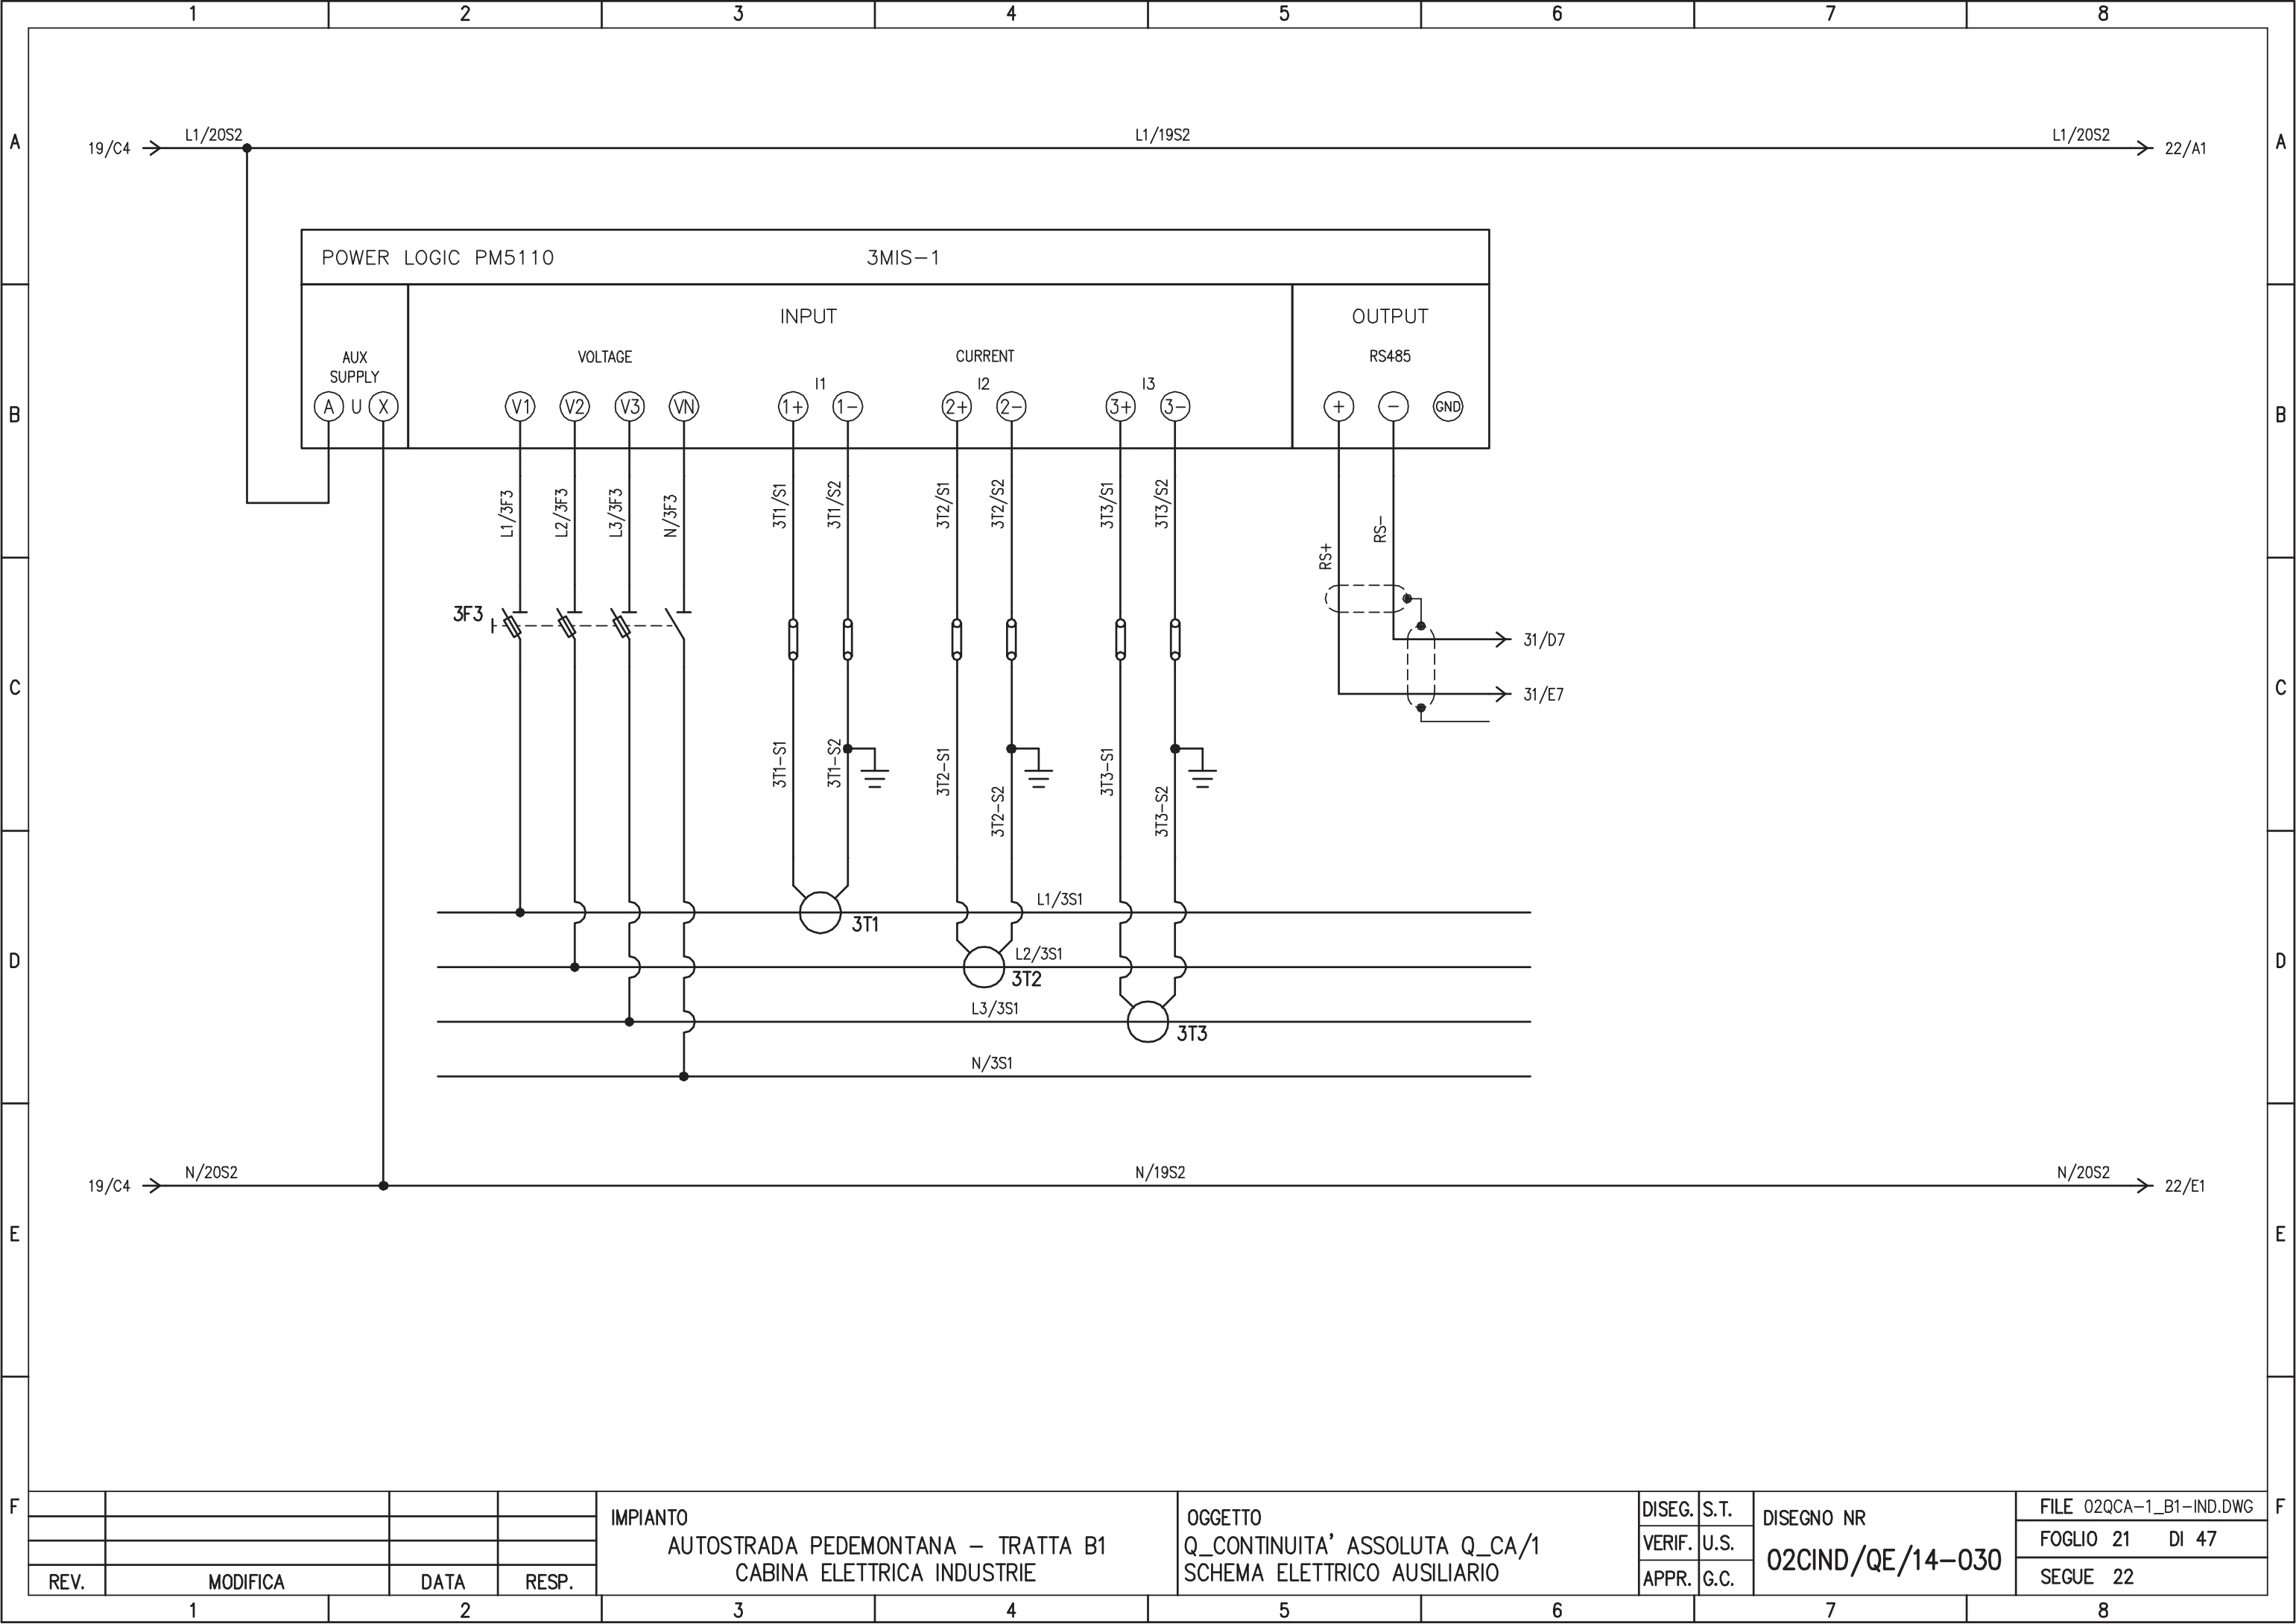 1 2 3 4 5 6 7 8
A A
19/C4 L1/20S2 L1/19S2 L1/20S2 22/A1
POWER LOGIC PM5110 3MIS-1
INPUT OUTPUT
AUX SUPPLY VOLTAGE CURRENT RS485
I1 I2 I3
B A U X V1 V2 V3 VN 1+ 1- 2+ 2- 3+ 3- + - GND B
L1/3F3 L2/3F3 L3/3F3 N/3F3 3T1/S1 3T1/S2 3T2/S1 3T2/S2 3T3/S1 3T3/S2 RS+ RS-
3F3
31/D7
C C
31/E7
3T1-S1 3T1-S2 3T2-S1 3T2-S2 3T3-S1 3T3-S2
L1/3S1
3T1
D L2/3S1 D
3T2
L3/3S1
3T3
N/3S1
19/C4 N/20S2 N/19S2 N/20S2 22/E1
E E
F F
REV. MODIFICA DATA RESP.
IMPIANTO
AUTOSTRADA PEDEMONTANA - TRATTA B1
CABINA ELETTRICA INDUSTRIE
OGGETTO
Q_CONTINUITA' ASSOLUTA Q_CA/1
SCHEMA ELETTRICO AUSILIARIO
DISEG. S.T.
VERIF. U.S.
APPR. G.C.
DISEGNO NR
02CIND/QE/14-030
FILE 02QCA-1_B1-IND.DWG
FOGLIO 21 DI 47
SEGUE 22
1 2 3 4 5 6 7 8